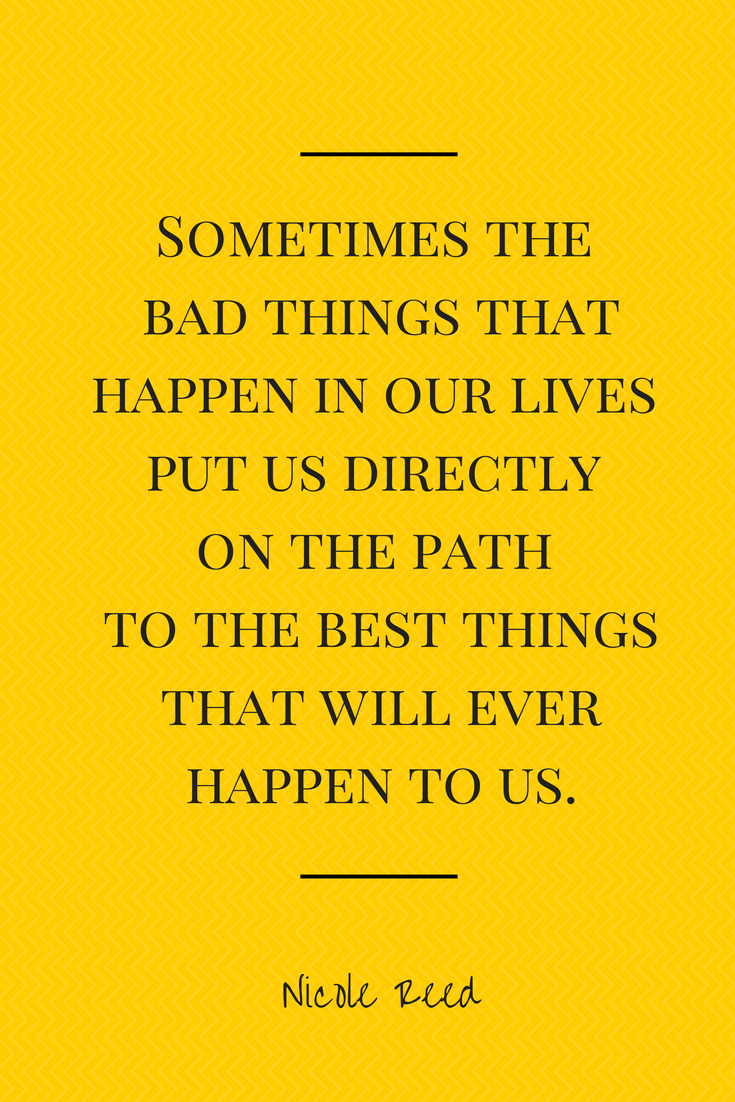 Sometimes the
bad things that
happen in our lives
put us directly
on the path
to the best things
that will ever
happen to us.
Nicole Reed